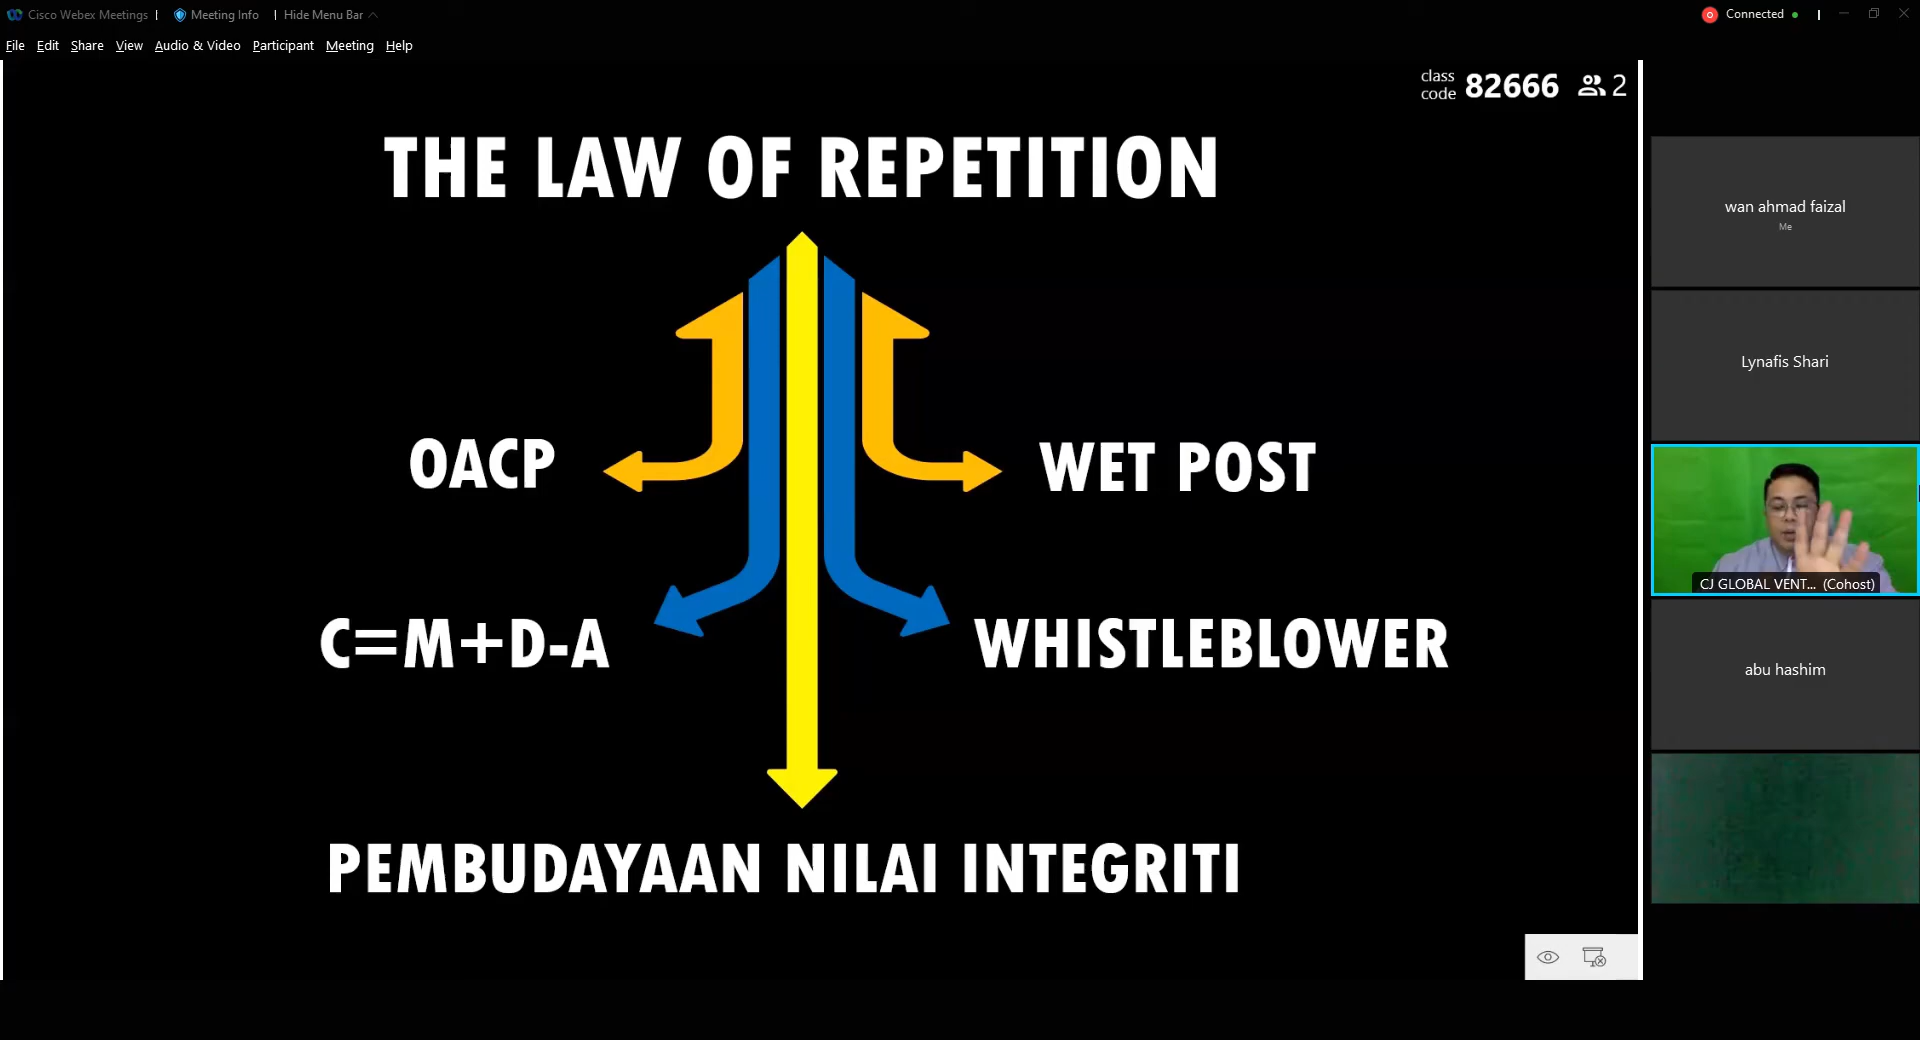 Cisco Webex Meetings | Meeting Info | Hide Menu Bar
Connected
File Edit Share View Audio & Video Participant Meeting Help
class code 82666 2
THE LAW OF REPETITION
OACP
WET POST
C=M+D-A
WHISTLEBLOWER
PEMBUDAYAAN NILAI INTEGRITI
wan ahmad faizal
Me
Lynafis Shari
CJ GLOBAL VENT... (Cohost)
abu hashim